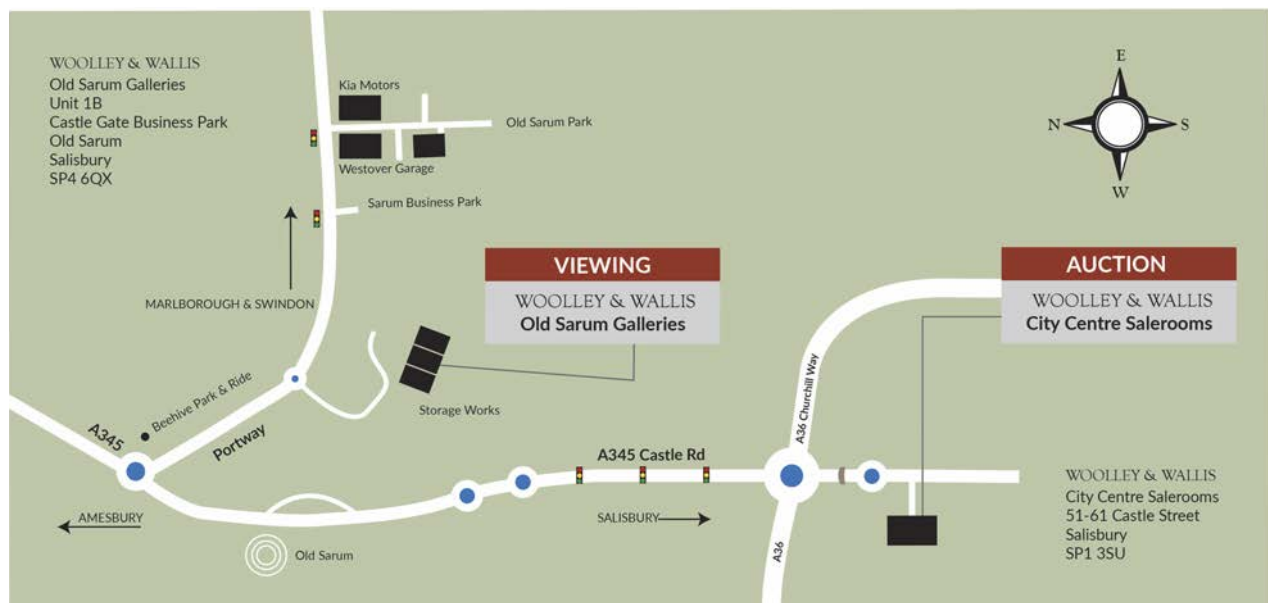 WOOLLEY & WALLIS
Old Sarum Galleries
Unit 1B
Castle Gate Business Park
Old Sarum
Salisbury
SP4 6QX
Kia Motors
Old Sarum Park
Westover Garage
Sarum Business Park
E
N
S
W
MARLBOROUGH & SWINDON
VIEWING
WOOLLEY & WALLIS
Old Sarum Galleries
AUCTION
WOOLLEY & WALLIS
City Centre Salerooms
Beehive Park & Ride
A345
Portway
Storage Works
A36 Churchill Way
A345 Castle Rd
AMESBURY
SALISBURY
Old Sarum
A36
WOOLLEY & WALLIS
City Centre Salerooms
51-61 Castle Street
Salisbury
SP1 3SU